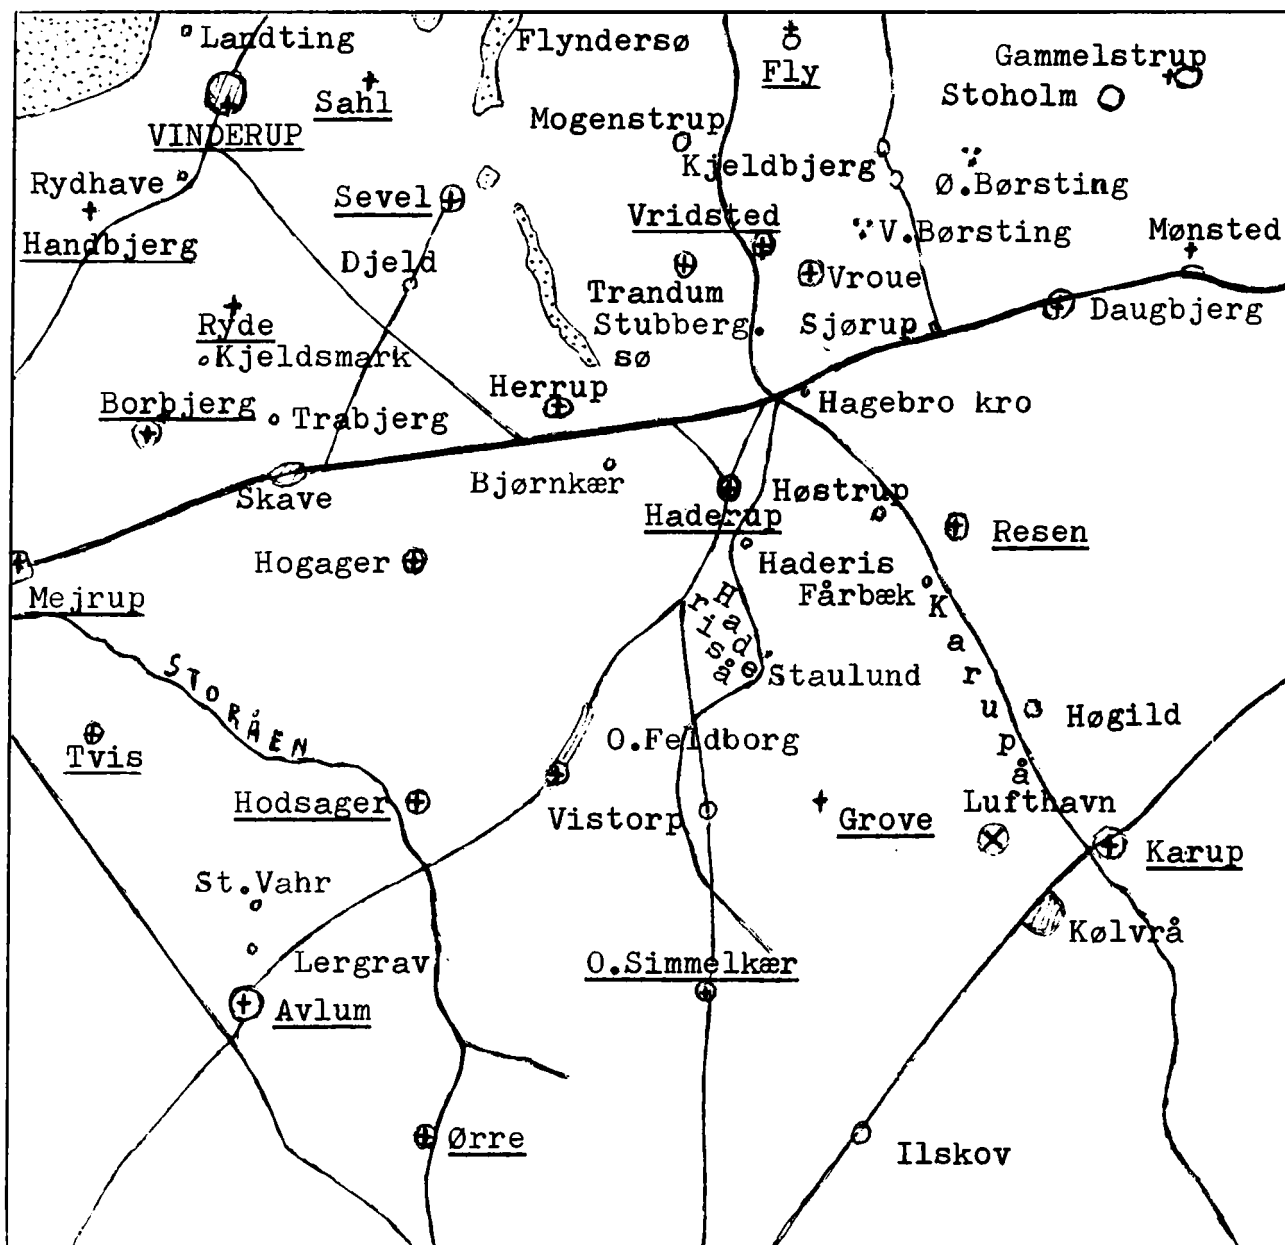 Landting
Flyndersø
Fly
Gammelstrup
Stoholm
Sahl
VINDERUP
Mogenstrup
Kjeldbjerg
Rydhave
Sevel
Ø.Børsting
Handbjerg
Vridsted
V.Børsting
Mønsted
Djeld
Trandum
Vroue
Ryde
Stubberg
sø
Sjørup
Daugbjerg
Kjeldsmark
Herrup
Borbjerg
Trabjerg
Hagebro kro
Skave
Bjørnkær
Høstrup
Haderup
Resen
Hogager
Haderis
Fårbæk
Mejrup
Haderis å
Karup å
STORÅEN
Staulund
Høgild
Tvis
O.Feldborg
Hodsager
Vistorp
Grove
Lufthavn
Karup
St.Vahr
Kølvrå
Lergrav
O.Simmelkær
Avlum
Ørre
Ilskov